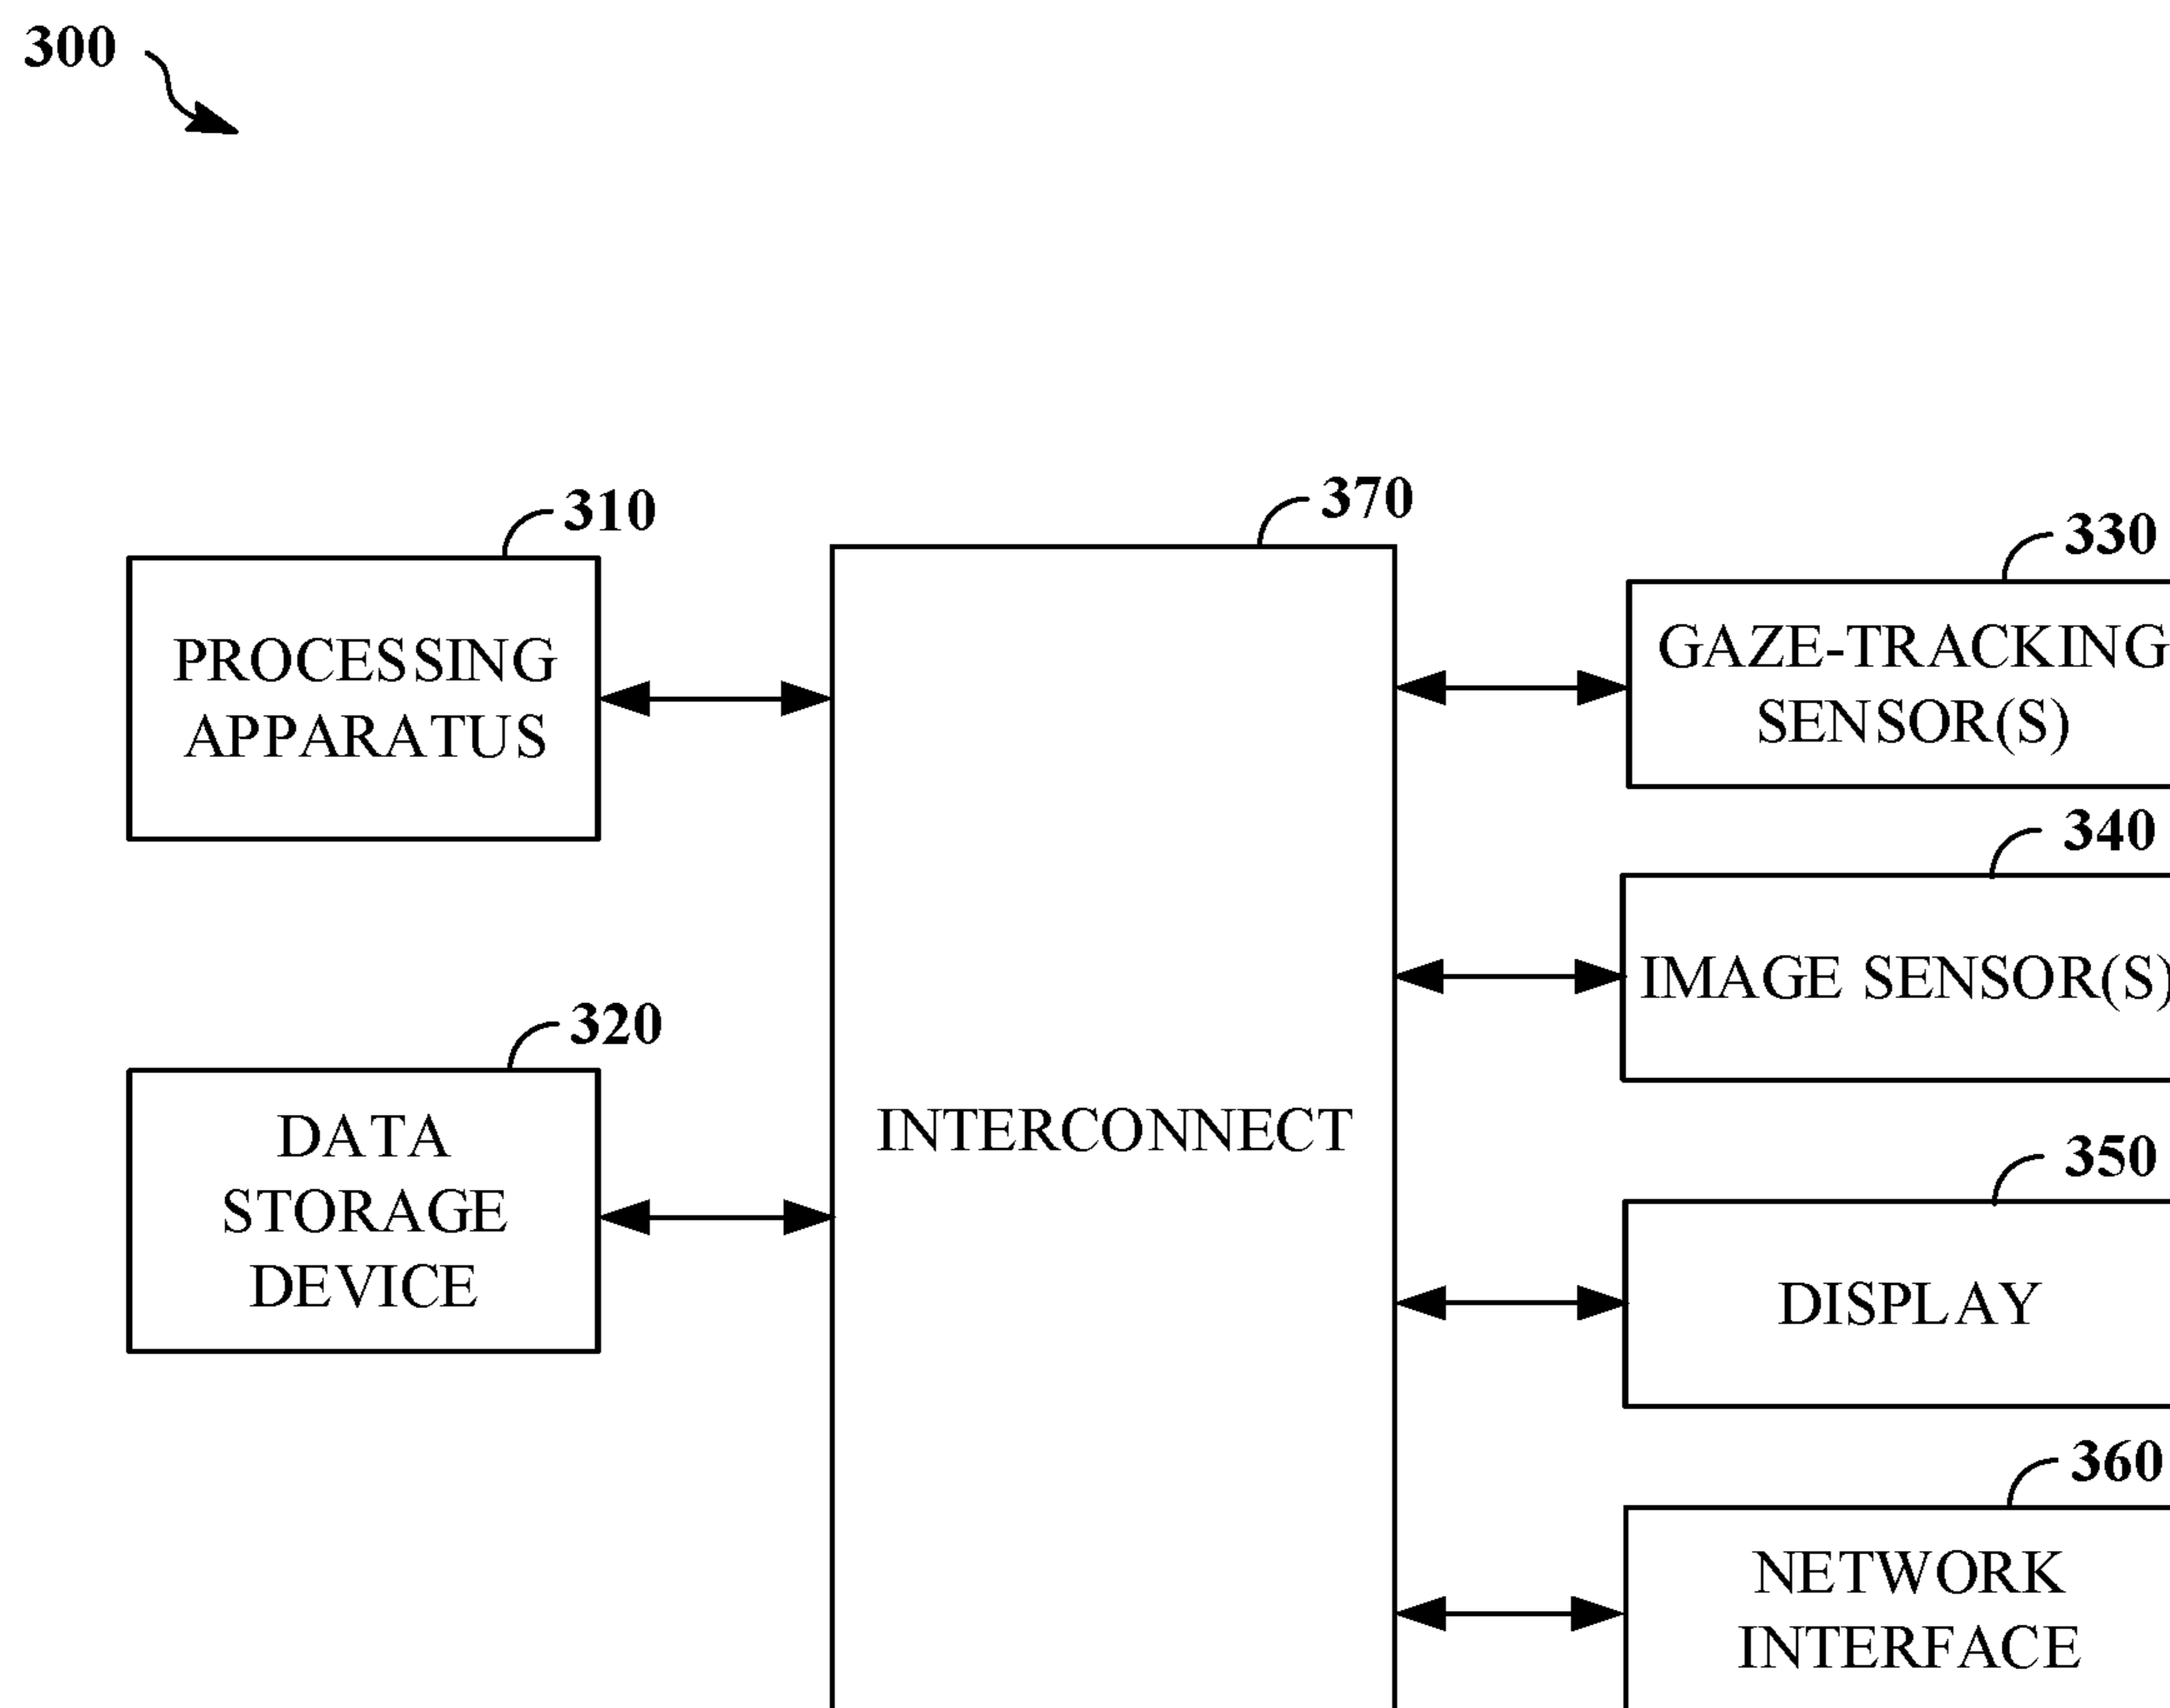 300
310
PROCESSING
APPARATUS
320
DATA
STORAGE
DEVICE
370
INTERCONNECT
330
GAZE-TRACKING
SENSOR(S)
340
IMAGE SENSOR(S)
350
DISPLAY
360
NETWORK
INTERFACE